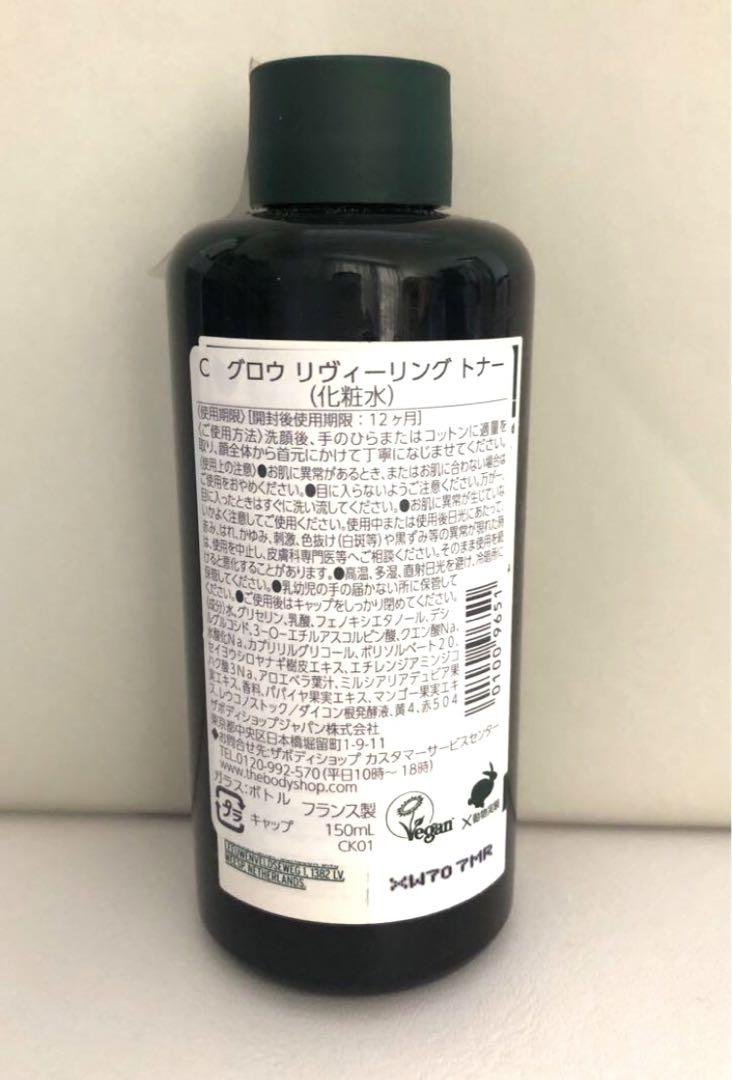 C グロウ リヴィーリング トナー
（化粧水）
〈使用期限〉[開封後使用期限：12ヶ月]
〈ご使用方法〉洗顔後、手のひらまたはコットンに適量を
取り、顔全体から首元にかけて丁寧になじませてください。
〈使用上の注意〉●お肌に異常があるとき、またはお肌に合わない場合は
ご使用をおやめください。●目に入らないようご注意ください。万が一、
目に入ったときはすぐに洗い流してください。●お肌に異常が生じていな
いかよく注意してご使用ください。使用中または使用後日光にあたって、
赤み、はれ、かゆみ、刺激、色抜け（白斑等）や黒ずみ等の異常が現れた時
は、使用を中止し、皮膚科専門医等へご相談ください。そのまま使用を続
けると悪化することがあります。●高温、多湿、直射日光を避け、冷暗所に
保管してください。●乳幼児の手の届かない所に保管して
ください。●ご使用後はキャップをしっかり閉めてください。
〈成分〉水、グリセリン、乳酸、フェノキシエタノール、デシ
ルグルコシド、3-O-エチルアスコルビン酸、クエン酸Na、
水酸化Na、カプリリルグリコール、ポリソルベート20、
セイヨウシロヤナギ樹皮エキス、エチレンジアミンジコ
ハク酸3Na、アロエベラ葉汁、ミルシアリアデュビア果
実エキス、香料、パパイヤ果実エキス、マンゴー果実エキ
ス、レウコノストック／ダイコン根発酵液、黄4、赤504
ザボディショップジャパン株式会社
東京都中央区日本橋堀留町1-9-11
◆お問合せ先：ザボディショップ カスタマーサービスセンター
TEL0120-992-570（平日10時～18時）
www.thebodyshop.com
ガラス：ボトル
プラ キャップ
フランス製
150mL
CK01
Vegan
×動物実験
0100 9651
LEEUWENVELDSEWEG 1, 1382 LV,
WEESP, NETHERLANDS
XW70 7MR